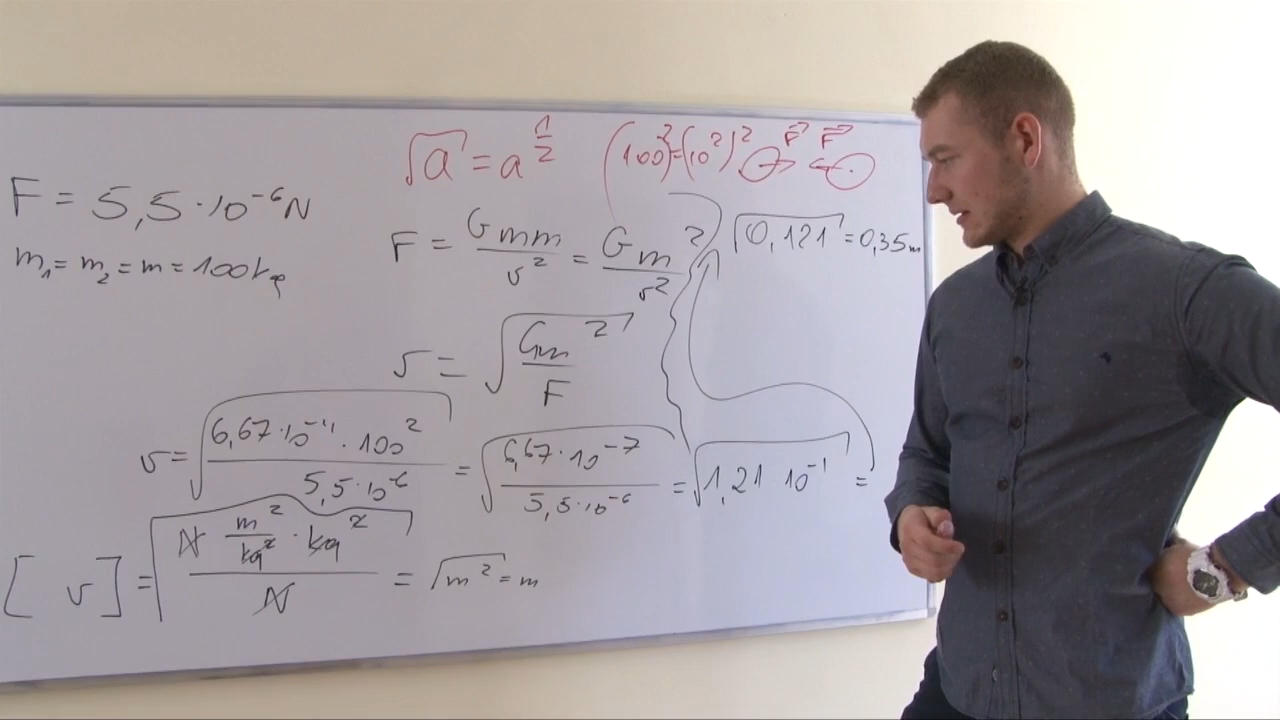 √a = a^(1/2) (100)² = (10²)² F⃗ F⃗
F = 5,5 · 10⁻⁶ N
m₁ = m₂ = m = 100 kg
F = Gmm / r² = Gm² / r²
√0,121 = 0,35 m
r = √(Gm² / F)
r = √(6,67 · 10⁻¹¹ · 100² / 5,5 · 10⁻⁶) = √(6,67 · 10⁻⁷ / 5,5 · 10⁻⁶) = √(1,21 10⁻¹) =
[ r ] = √(N m²/kg² · kg² / N) = √m² = m